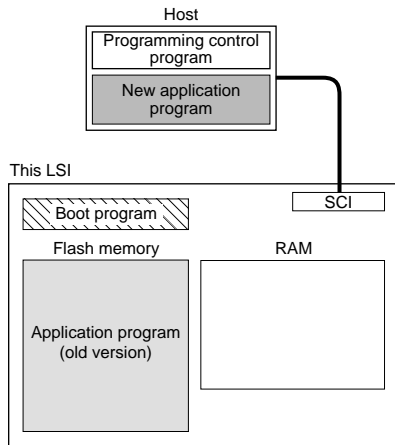 Host
Programming control
program
New application
program
This LSI
SCI
Boot program
Flash memory
RAM
Application program
(old version)